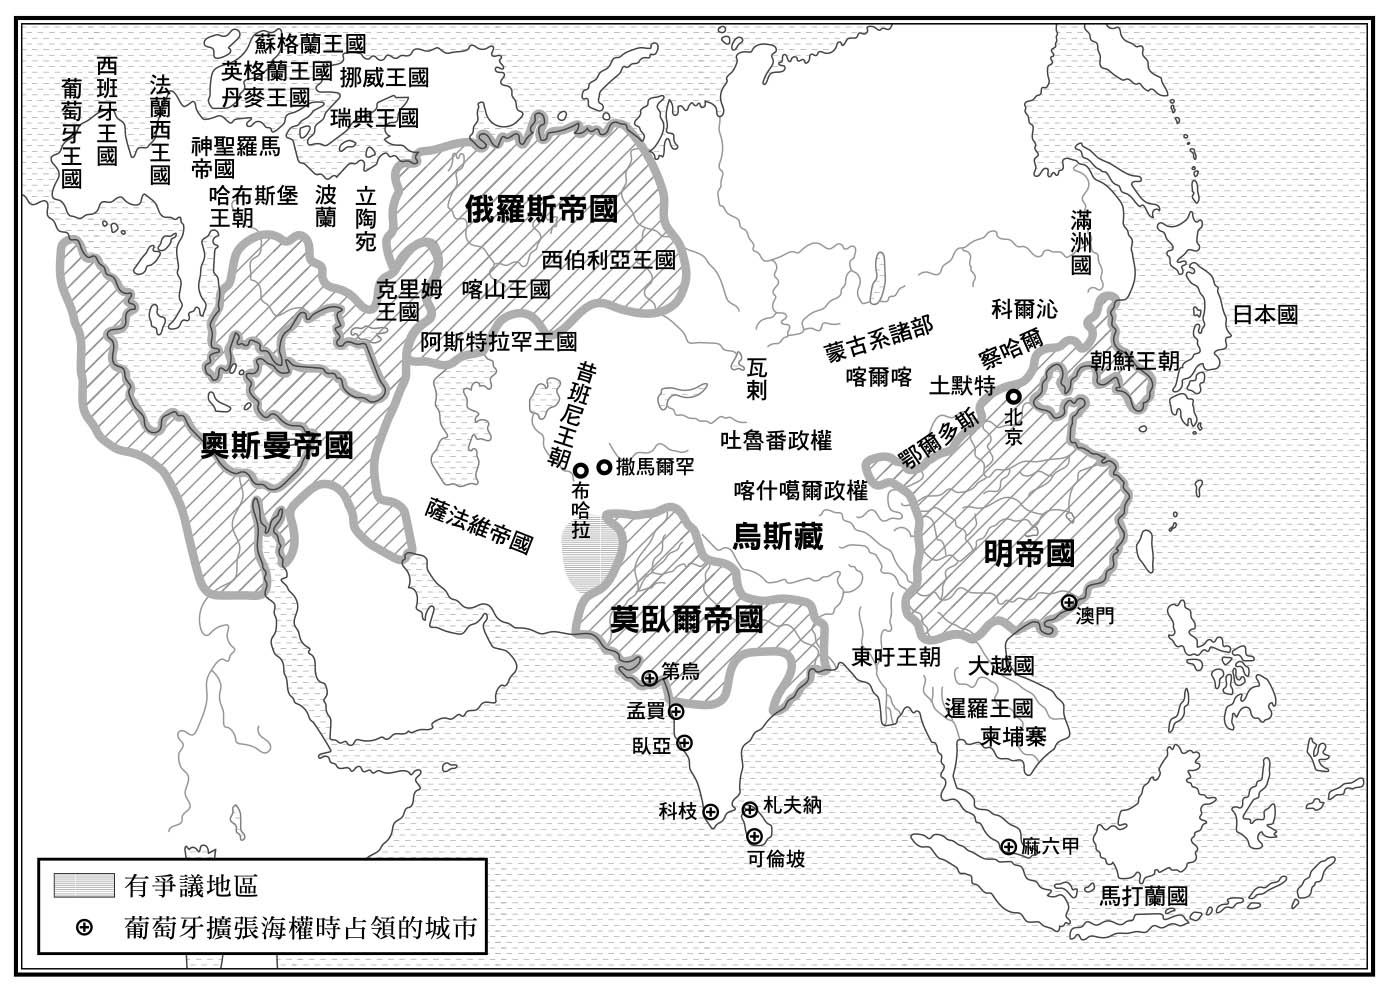 蘇格蘭王國
英格蘭王國
丹麥王國
挪威王國
瑞典王國
西班牙王國
葡萄牙王國
法蘭西王國
神聖羅馬
帝國
哈布斯堡
王朝
波蘭
立陶宛
俄羅斯帝國
西伯利亞王國
喀山王國
克里姆
王國
阿斯特拉罕王國
滿洲國
科爾沁
日本國
蒙古系諸部
察哈爾
喀爾喀
土默特
朝鮮王朝
瓦剌
鄂爾多斯
北京
昔班尼王朝
吐魯番政權
撒馬爾罕
布哈拉
喀什噶爾政權
奧斯曼帝國
薩法維帝國
烏斯藏
明帝國
莫臥爾帝國
澳門
東吁王朝
大越國
第烏
暹羅王國
柬埔寨
孟買
臥亞
科枝
札夫納
可倫坡
麻六甲
馬打蘭國
有爭議地區
葡萄牙擴張海權時占領的城市